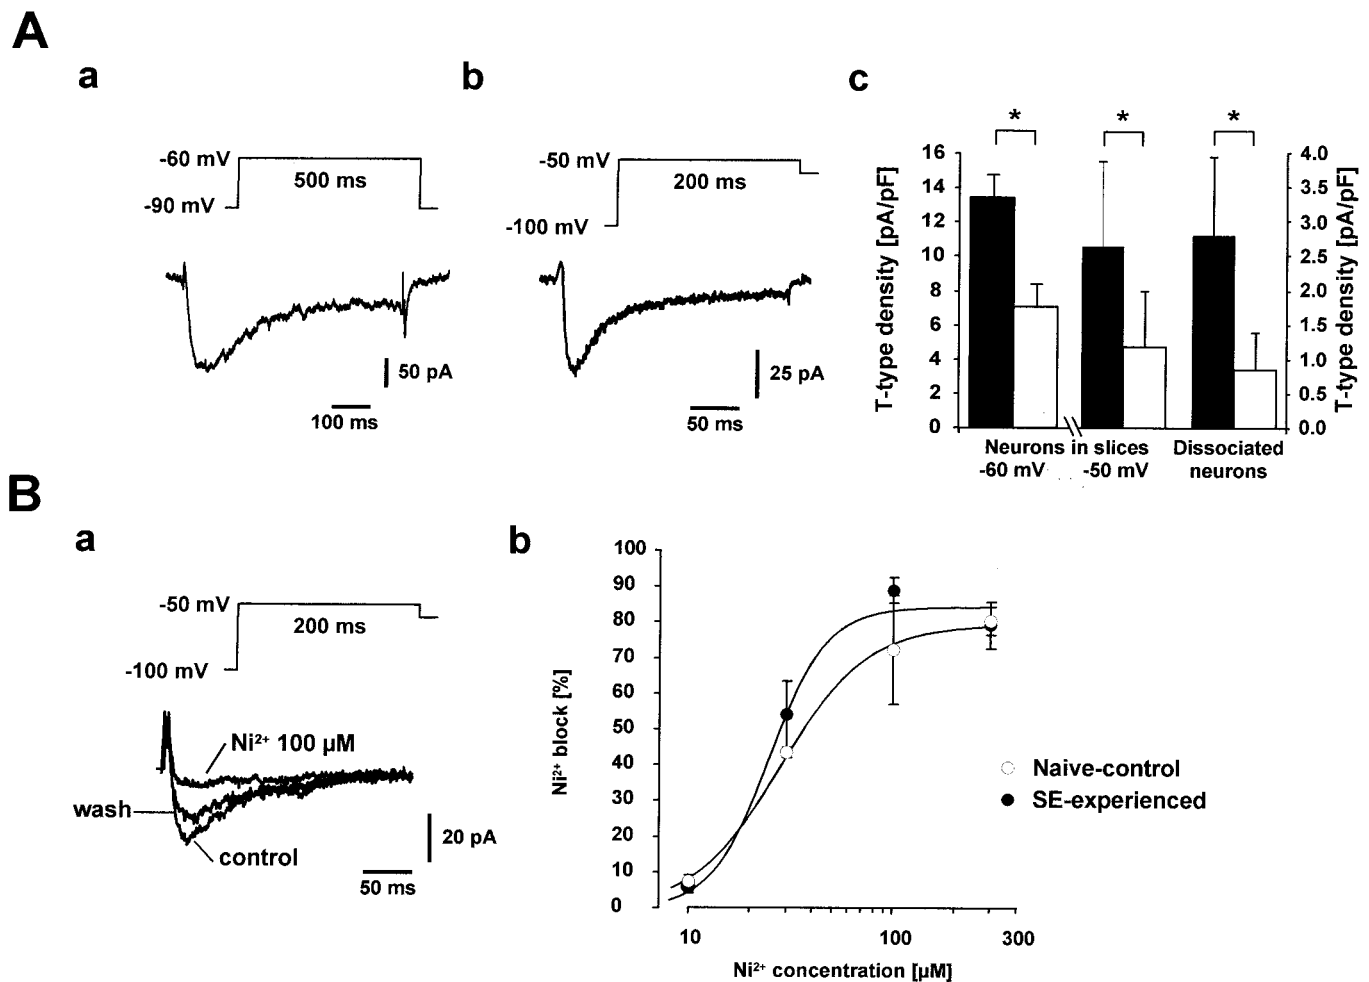 A
a
-60 mV
500 ms
-90 mV
50 pA
100 ms
b
-50 mV
200 ms
-100 mV
25 pA
50 ms
c
* * *
T-type density [pA/pF]
16
14
12
10
8
6
4
2
0
4.0
3.5
3.0
2.5
2.0
1.5
1.0
0.5
0.0
T-type density [pA/pF]
Neurons in slices Dissociated
-60 mV -50 mV neurons
B
a
-50 mV
200 ms
-100 mV
Ni²⁺ 100 µM
wash
control
20 pA
50 ms
b
Ni²⁺ block [%]
100
90
80
70
60
50
40
30
20
10
0
10 100 300
Ni²⁺ concentration [µM]
Naive-control
SE-experienced